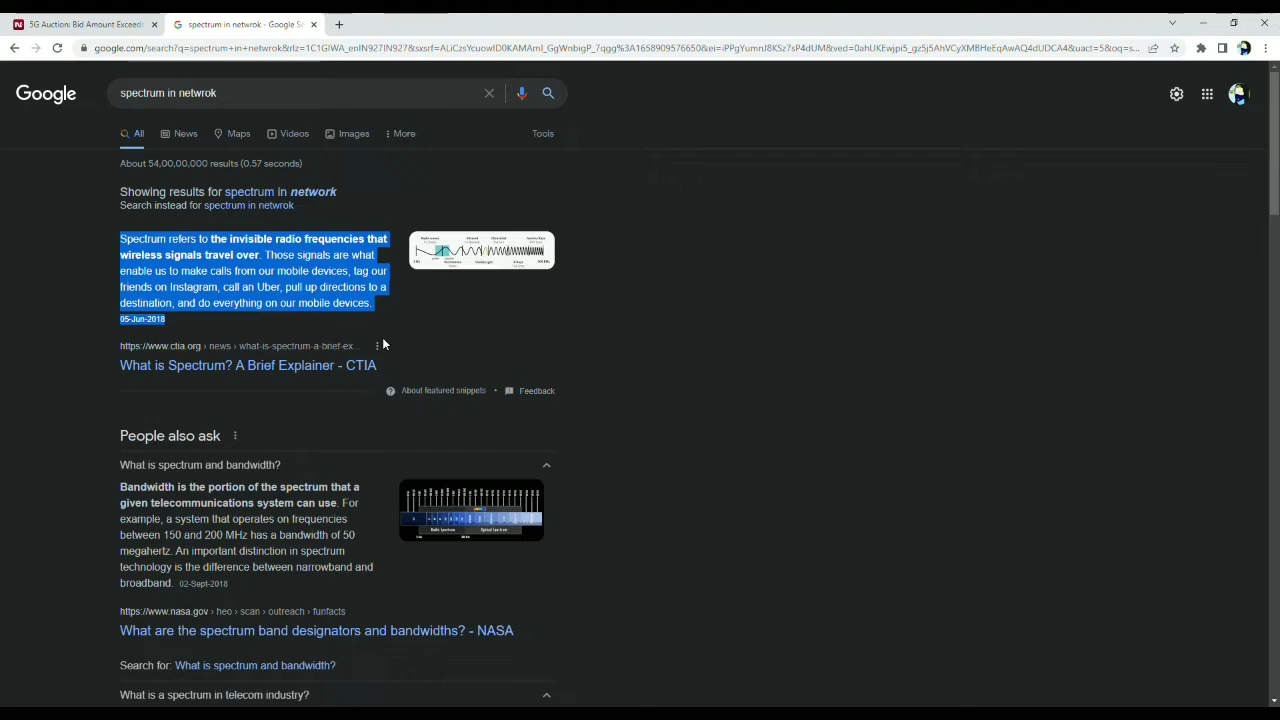 5G Auction: Bid Amount Exceeds
spectrum in netwrok - Google Se
google.com/search?q=spectrum+in+netwrok&rlz=1C1GIWA_enIN927IN927&sxsrf=ALiCzsYcuowID0KAMAmI_GgWnbigP_7qgg%3A1658909576650&ei=iPPgYumnJ8KSz7sP4dUM&ved=0ahUKEwjpi5_gz5j5AhVCyXMBHeEqAwAQ4dUDCA4&uact=5&oq=s...
Google
spectrum in netwrok
All News Maps Videos Images More Tools
About 54,00,00,000 results (0.57 seconds)
Showing results for spectrum in network
Search instead for spectrum in netwrok
Spectrum refers to the invisible radio frequencies that
wireless signals travel over. Those signals are what
enable us to make calls from our mobile devices, tag our
friends on Instagram, call an Uber, pull up directions to a
destination, and do everything on our mobile devices.
05-Jun-2018
https://www.ctia.org › news › what-is-spectrum-a-brief-ex...
What is Spectrum? A Brief Explainer - CTIA
About featured snippets • Feedback
People also ask
What is spectrum and bandwidth?
Bandwidth is the portion of the spectrum that a
given telecommunications system can use. For
example, a system that operates on frequencies
between 150 and 200 MHz has a bandwidth of 50
megahertz. An important distinction in spectrum
technology is the difference between narrowband and
broadband. 02-Sept-2018
Radio Spectrum Optical Spectrum
https://www.nasa.gov › heo › scan › outreach › funfacts
What are the spectrum band designators and bandwidths? - NASA
Search for: What is spectrum and bandwidth?
What is a spectrum in telecom industry?